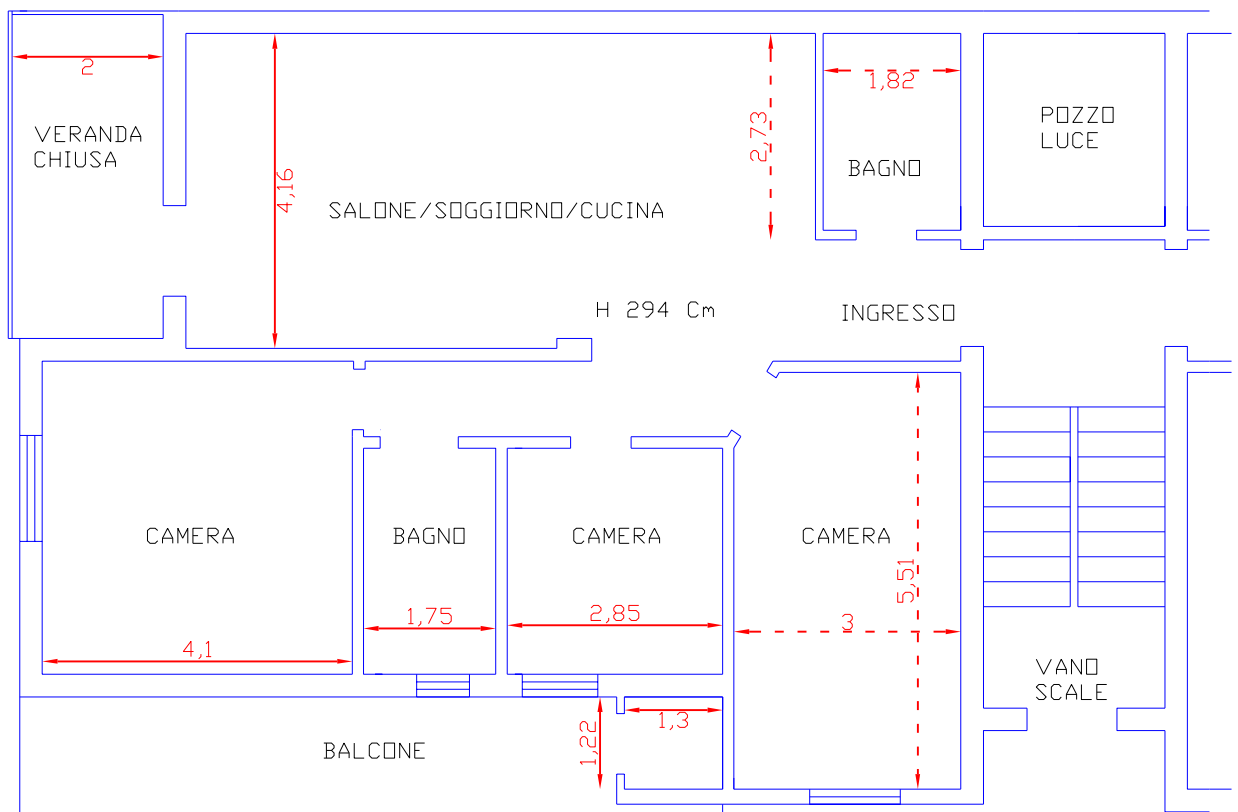 2
1,82
VERANDA
CHIUSA
4,16
2,73
POZZO
LUCE
BAGNO
SALONE/SOGGIORNO/CUCINA
H 294 Cm
INGRESSO
CAMERA
BAGNO
CAMERA
CAMERA
5,51
4,1
1,75
2,85
3
VANO
SCALE
BALCONE
1,22
1,3